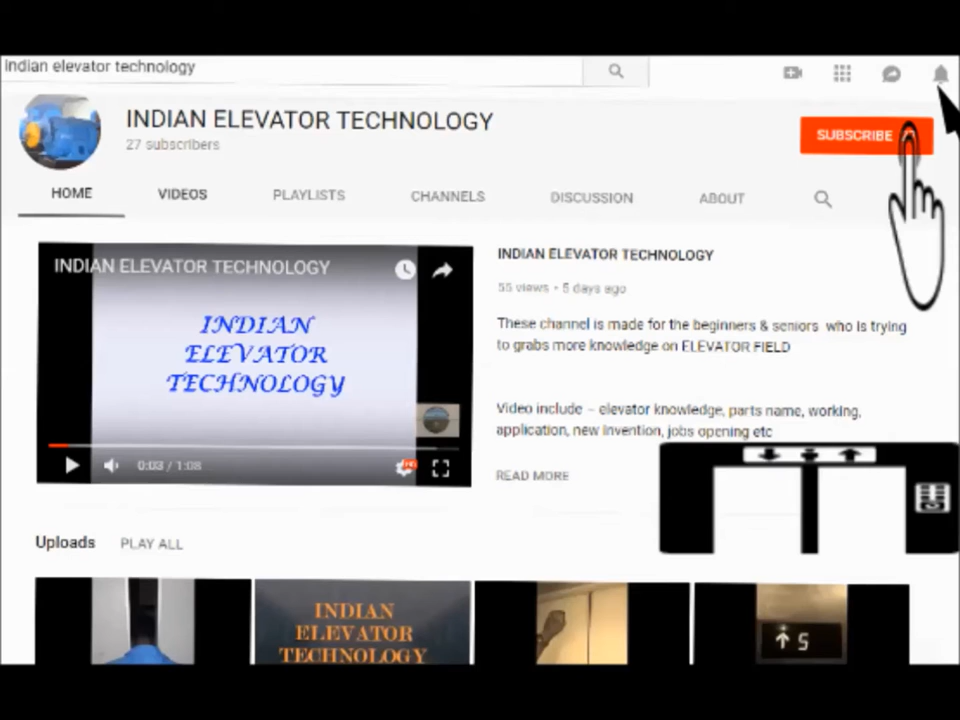 Indian elevator technology
INDIAN ELEVATOR TECHNOLOGY
27 subscribers
SUBSCRIBE
HOME VIDEOS PLAYLISTS CHANNELS DISCUSSION ABOUT
INDIAN ELEVATOR TECHNOLOGY
INDIAN
ELEVATOR
TECHNOLOGY
0:03 / 1:08
INDIAN ELEVATOR TECHNOLOGY
55 views • 5 days ago
These channel is made for the beginners & seniors who is trying
to grabs more knowledge on ELEVATOR FIELD
Video include – elevator knowledge, parts name, working,
application, new invention, jobs opening etc
READ MORE
Uploads PLAY ALL
INDIAN
ELEVATOR
TECHNOLOGY
5